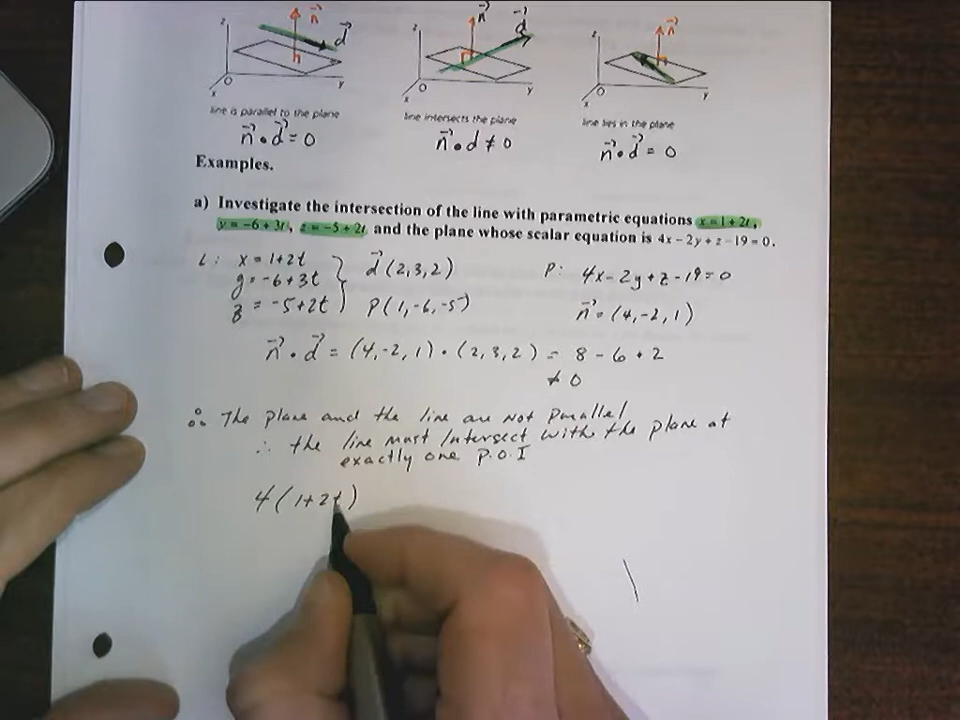 n⃗ d⃗ n⃗ d⃗ n⃗
z z z
O y O y O y
x x x
line is parallel to the plane line intersects the plane line lies in the plane
n⃗ • d⃗ = 0 n⃗ • d ≠ 0 n⃗ • d⃗ = 0
Examples.
a) Investigate the intersection of the line with parametric equations x = 1 + 2t,
y = −6 + 3t, z = −5 + 2t and the plane whose scalar equation is 4x − 2y + z − 19 = 0.
L: x = 1+2t d⃗ (2,3,2) P: 4x−2y+z−19=0
y = −6+3t
z = −5+2t P(1,−6,−5) n⃗ = (4,−2,1)
n⃗ • d⃗ = (4,−2,1) • (2,3,2) = 8 − 6 + 2
≠ 0
∴ The plane and the line are not parallel
∴ the line must intersect with the plane at
exactly one P.O.I
4(1+2t)